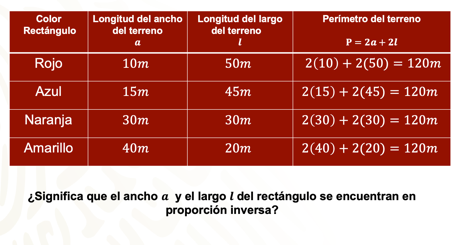 Color Rectángulo | Longitud del ancho del terreno a | Longitud del largo del terreno l | Perímetro del terreno P = 2a + 2l
Rojo | 10m | 50m | 2(10) + 2(50) = 120m
Azul | 15m | 45m | 2(15) + 2(45) = 120m
Naranja | 30m | 30m | 2(30) + 2(30) = 120m
Amarillo | 40m | 20m | 2(40) + 2(20) = 120m
¿Significa que el ancho a y el largo l del rectángulo se encuentran en
proporción inversa?